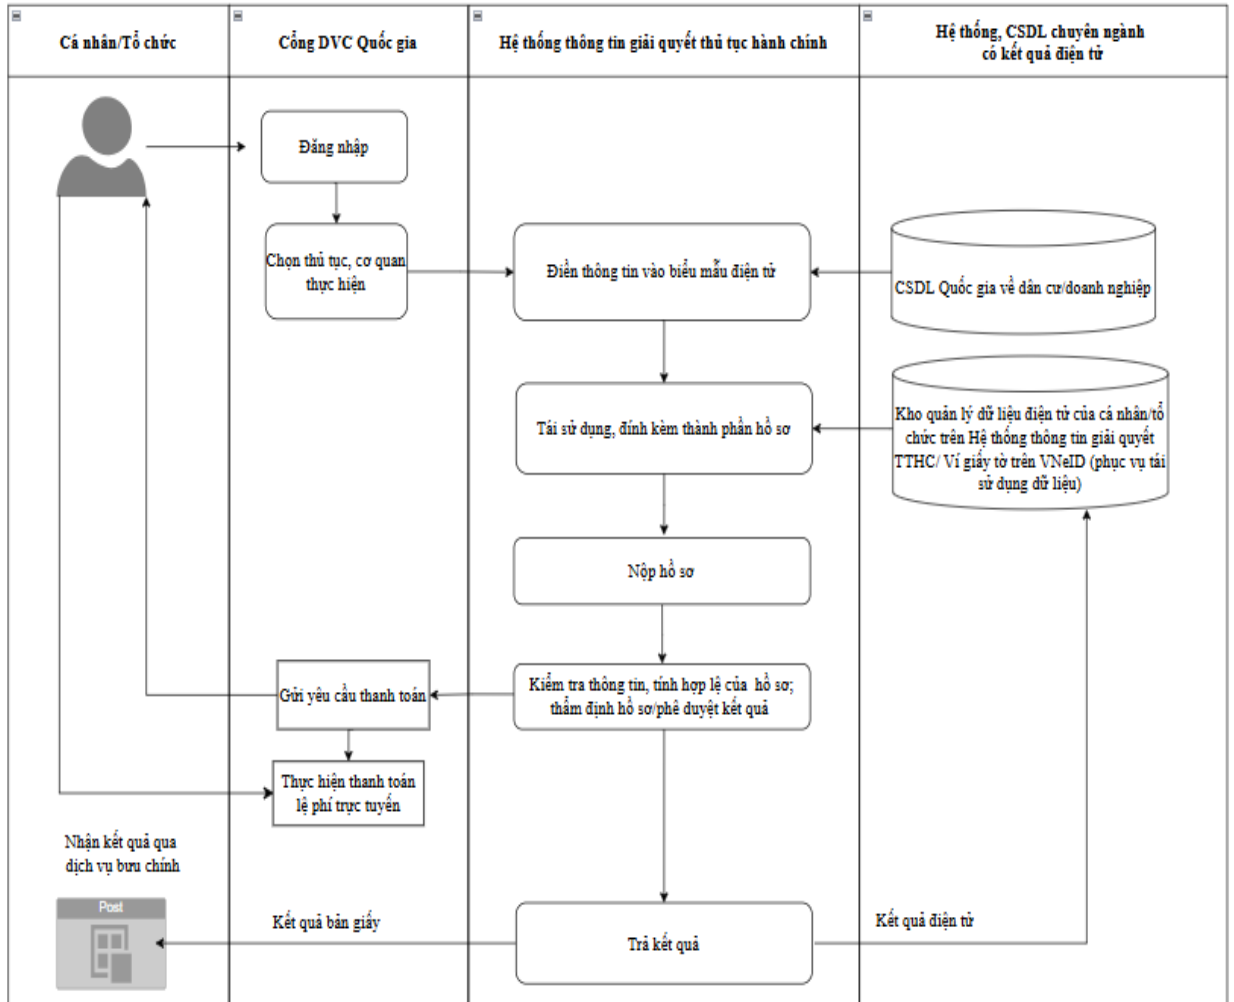 Cá nhân/Tổ chức
Cổng DVC Quốc gia
Hệ thống thông tin giải quyết thủ tục hành chính
Hệ thống, CSDL chuyên ngành
có kết quả điện tử
Đăng nhập
Chọn thủ tục, cơ quan
thực hiện
Điền thông tin vào biểu mẫu điện tử
CSDL Quốc gia về dân cư/doanh nghiệp
Tái sử dụng, đính kèm thành phần hồ sơ
Kho quản lý dữ liệu điện tử của cá nhân/tổ
chức trên Hệ thống thông tin giải quyết
TTHC/ Ví giấy tờ trên VNeID (phục vụ tái
sử dụng dữ liệu)
Nộp hồ sơ
Kiểm tra thông tin, tính hợp lệ của hồ sơ;
thẩm định hồ sơ/phê duyệt kết quả
Gửi yêu cầu thanh toán
Thực hiện thanh toán
lệ phí trực tuyến
Nhận kết quả qua
dịch vụ bưu chính
Post
Kết quả bản giấy
Trả kết quả
Kết quả điện tử